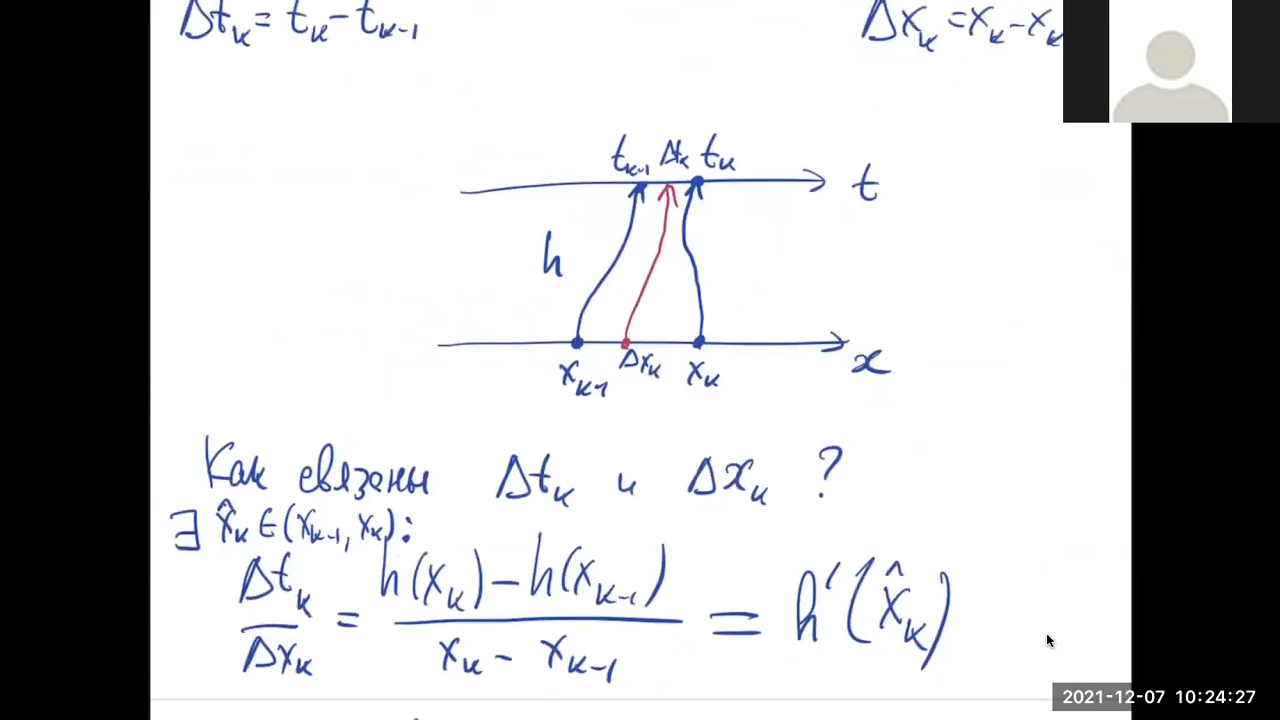 Δt_k = t_k − t_{k-1}
Δx_k = x_k − x_k
t_{k-1} Δt_k t_k
t
h
x
x_{k-1} Δx_k x_k
Как связаны Δt_k и Δx_k ?
∃ x̂_k ∈ (x_{k-1}, x_k):
Δt_k / Δx_k = (h(x_k) − h(x_{k-1})) / (x_k − x_{k-1}) = h′(x̂_k)
2021-12-07 10:24:27